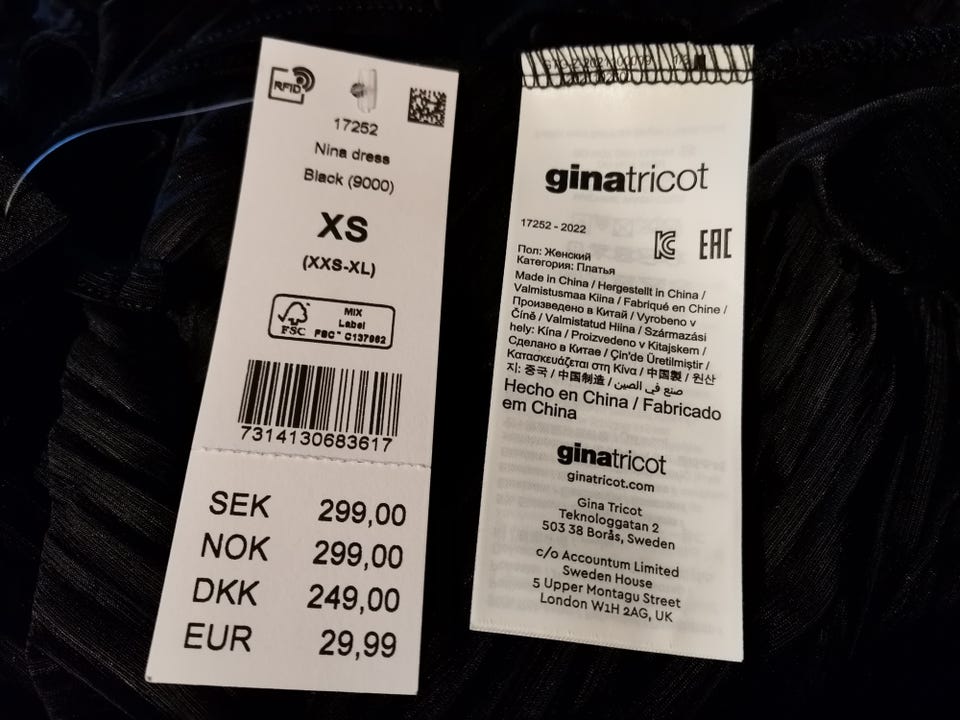 RFID
17252
Nina dress
Black (9000)
XS
(XXS-XL)
FSC
MIX
Label
FSC™ C137982
7314130683617
SEK 299,00
NOK 299,00
DKK 249,00
EUR 29,99
ginatricot
17252 - 2022
EAC
Пол: Женский
Категория: Платья
Made in China / Hergestellt in China /
Valmistusmaa Kiina / Fabriqué en Chine /
Произведено в Китай / Vyrobeno v
Číně / Valmistatud Hiina / Származási
hely: Kína / Proizvedeno v Kitajskem /
Сделано в Китае / Çin'de Üretilmiştir /
Κατασκευάζεται στη Κίνα / 中国製 / 원산
지: 중국 / 中国制造 / صنع في الصين
Hecho en China / Fabricado
em China
ginatricot
ginatricot.com
Gina Tricot
Teknologgatan 2
503 38 Borås, Sweden
c/o Accountum Limited
Sweden House
5 Upper Montagu Street
London W1H 2AG, UK